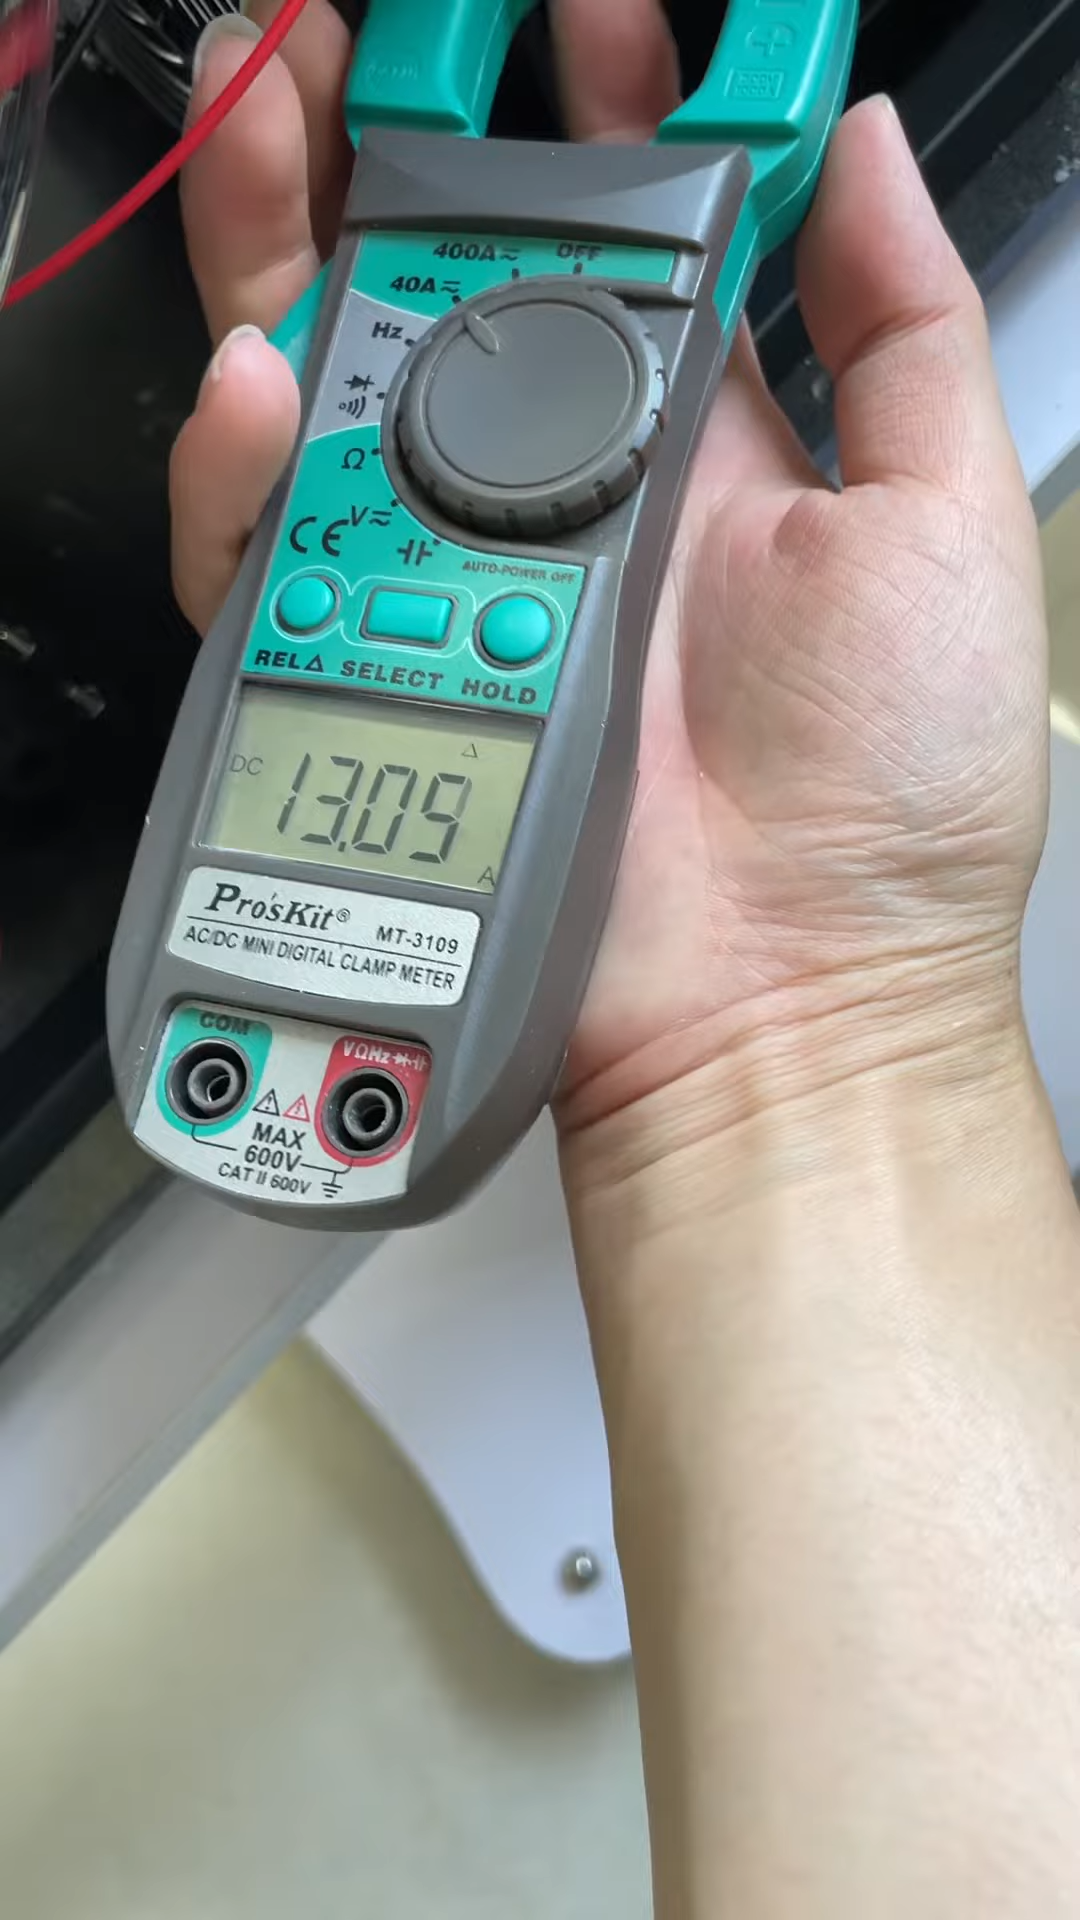 400A≂ OFF
40A≂
Hz
Ω
V≂
CE
AUTO-POWER OFF
REL△ SELECT HOLD
△
DC 13.09
A
Pro'sKit® MT-3109
AC/DC MINI DIGITAL CLAMP METER
COM VΩHz
MAX
600V
CAT II 600V